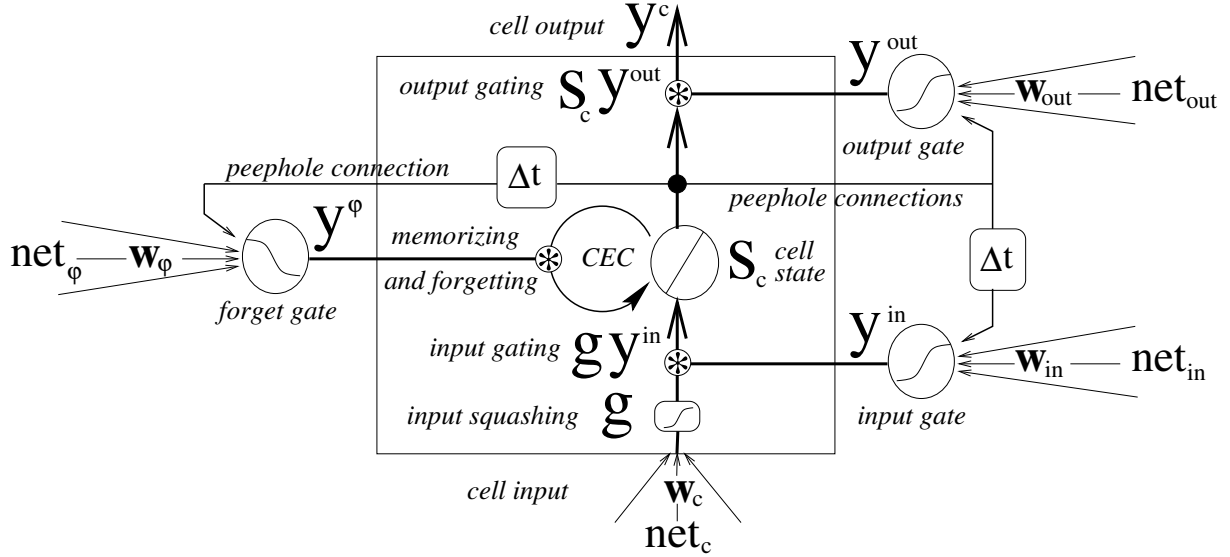 cell output y^c
output gating S_c y^out
y^out
w_out net_out
output gate
peephole connection Δt
peephole connections
y^φ
net_φ w_φ
forget gate
memorizing
and forgetting
CEC
S_c cell
state
Δt
input gating g y^in
y^in
w_in net_in
input gate
input squashing g
cell input
w_c
net_c